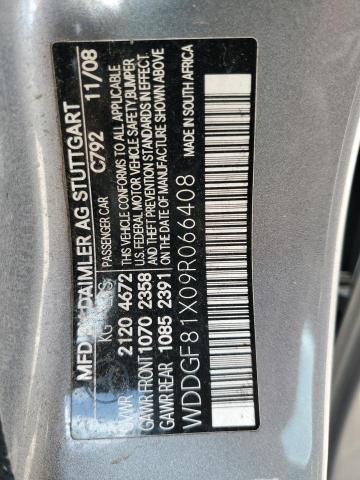 MFD BY DAIMLER AG STUTTGART
PASSENGER CAR C792 11/08
KG LBS
GVWR 2120 4672
GAWR FRONT 1070 2358
GAWR REAR 1085 2391
THIS VEHICLE CONFORMS TO ALL APPLICABLE
U.S. FEDERAL MOTOR VEHICLE SAFETY, BUMPER
AND THEFT PREVENTION STANDARDS IN EFFECT
ON THE DATE OF MANUFACTURE SHOWN ABOVE.
MADE IN SOUTH AFRICA
WDDGF81X09R066408